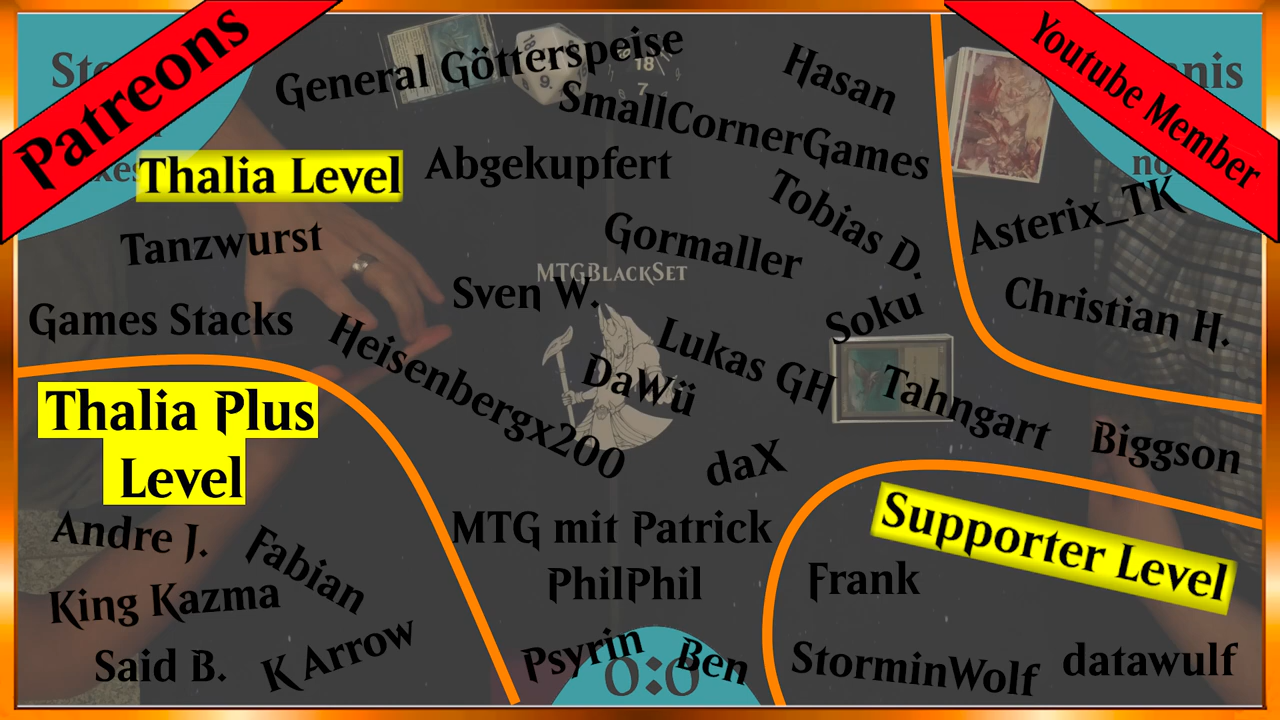 Patreons
Youtube Member
General Götterspeise
Hasan
SmallCornerGames
Thalia Level
Abgekupfert
Tobias D.
Asterix_TK
Tanzwurst
Gormaller
MTGBlackSet
Sven W.
Christian H.
Games Stacks
Soku
Heisenbergx200
Lukas GH
DaWü
Tahngart
Biggson
Thalia Plus
Level
daX
MTG mit Patrick
Supporter Level
Andre J.
Fabian
PhilPhil
Frank
King Kazma
Said B.
K Arrow
Psyrin
Ben
0:0
StorminWolf
datawulf